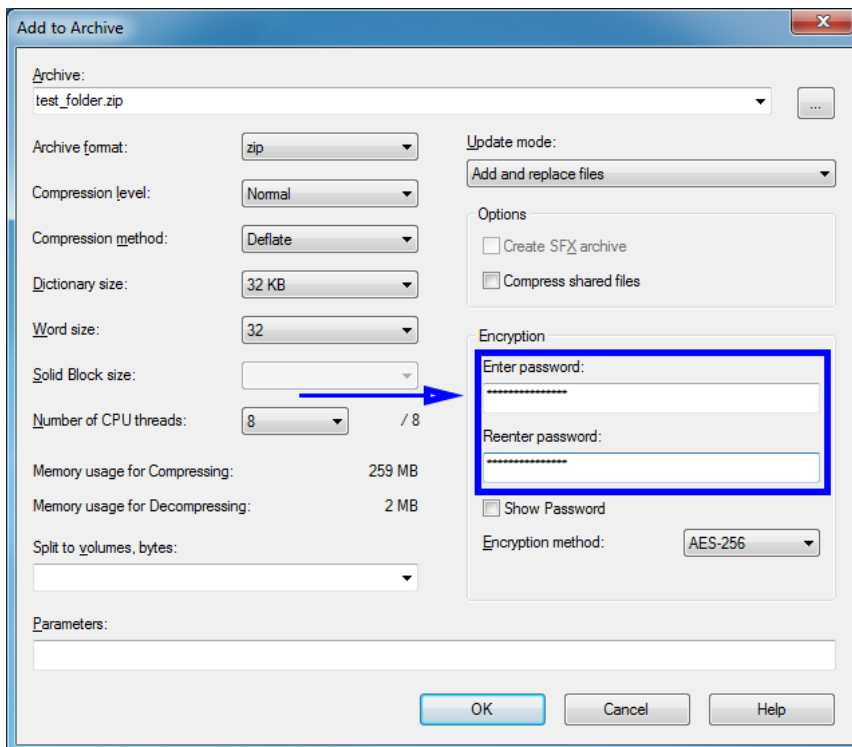 Add to Archive
Archive:
test_folder.zip
...
Archive format:
zip
Compression level:
Normal
Compression method:
Deflate
Dictionary size:
32 KB
Word size:
32
Solid Block size:
Number of CPU threads:
8
/ 8
Memory usage for Compressing:
259 MB
Memory usage for Decompressing:
2 MB
Split to volumes, bytes:
Parameters:
Update mode:
Add and replace files
Options
Create SFX archive
Compress shared files
Encryption
Enter password:
***************
Reenter password:
***************
Show Password
Encryption method:
AES-256
OK
Cancel
Help